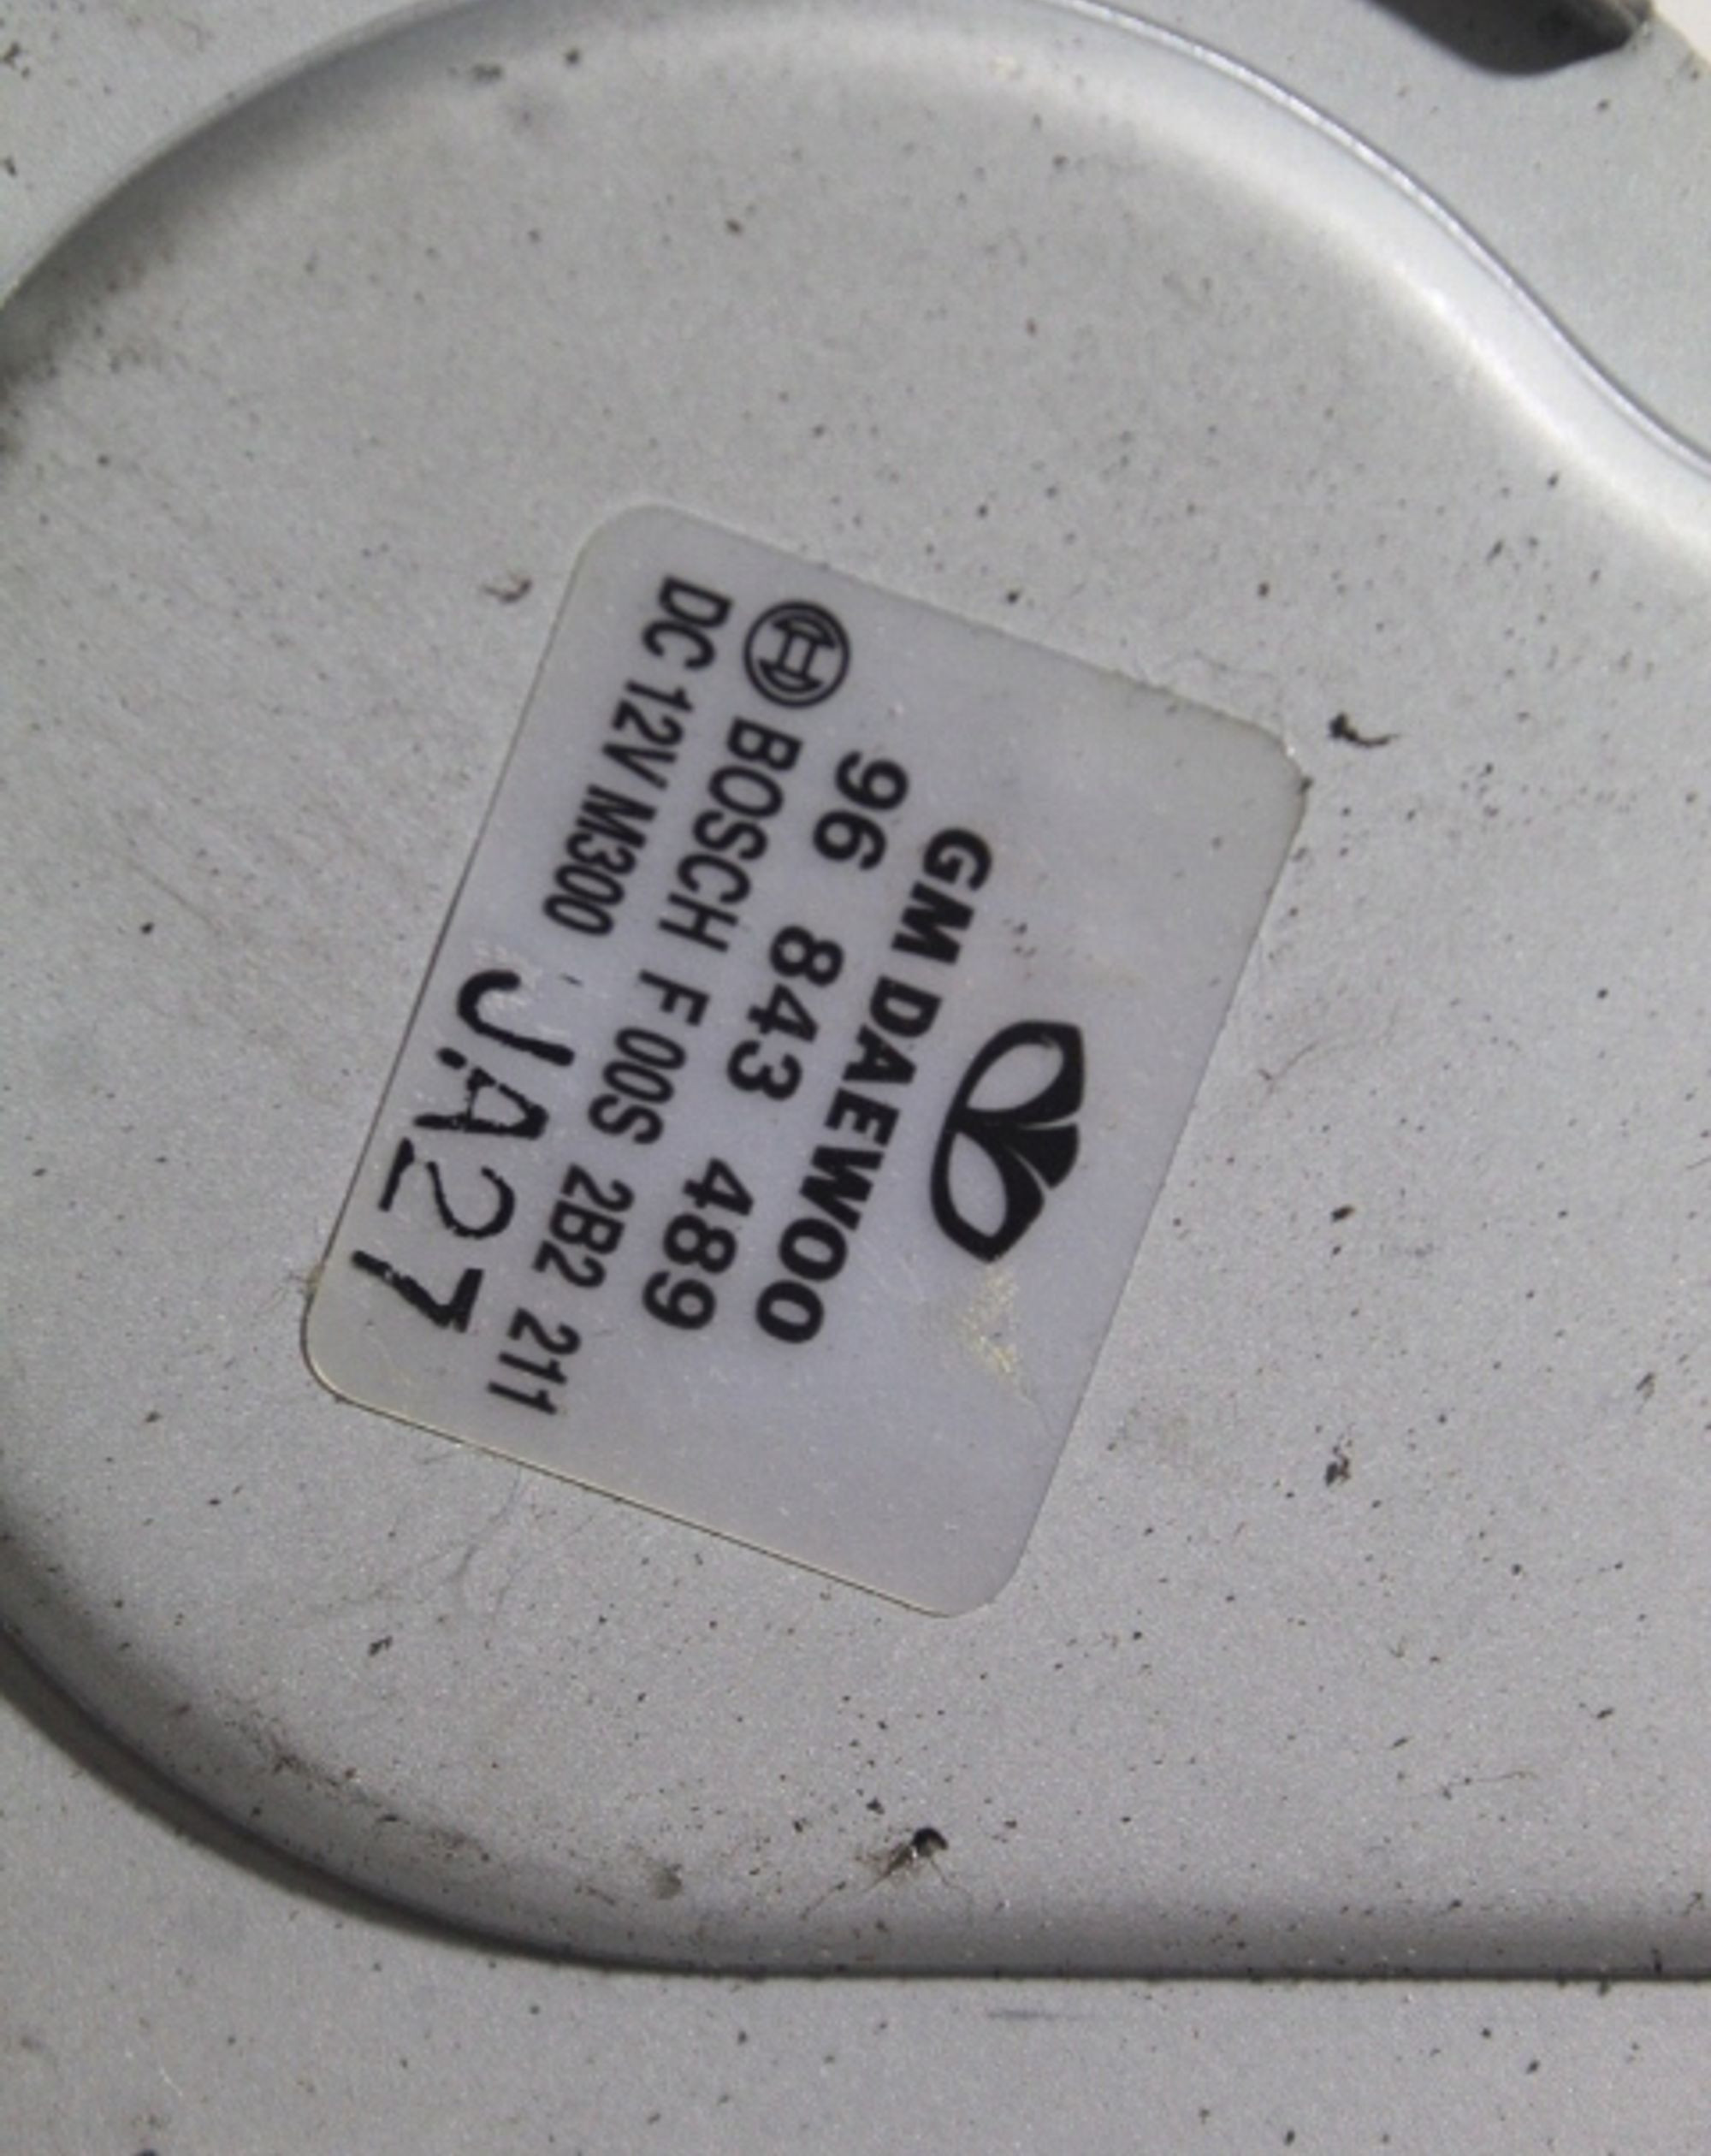 GM DAEWOO
96 843 489
BOSCH F 00S 2B2 211
DC 12V M300
JA27